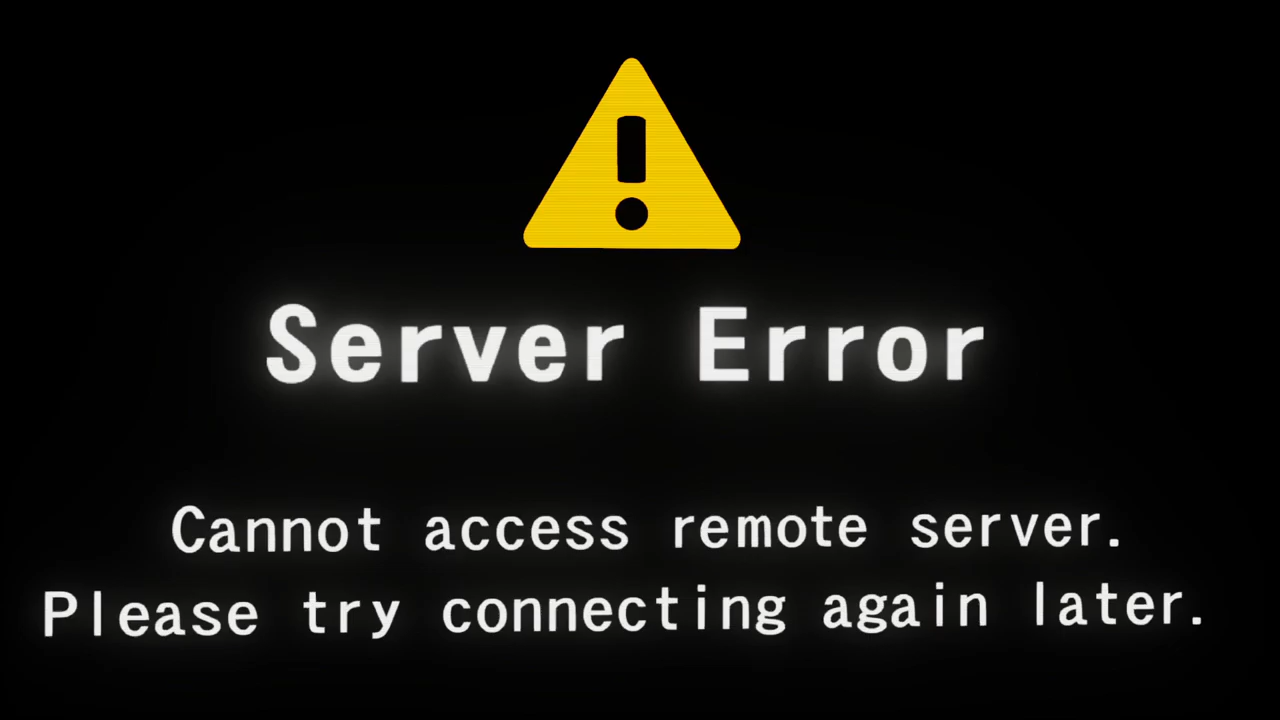 Server Error
Cannot access remote server.
Please try connecting again later.